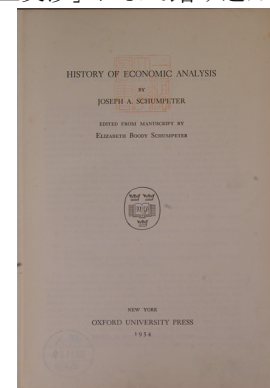 HISTORY OF ECONOMIC ANALYSIS
BY
JOSEPH A. SCHUMPETER
EDITED FROM MANUSCRIPT BY
ELIZABETH BOODY SCHUMPETER
NEW YORK
OXFORD UNIVERSITY PRESS
1954